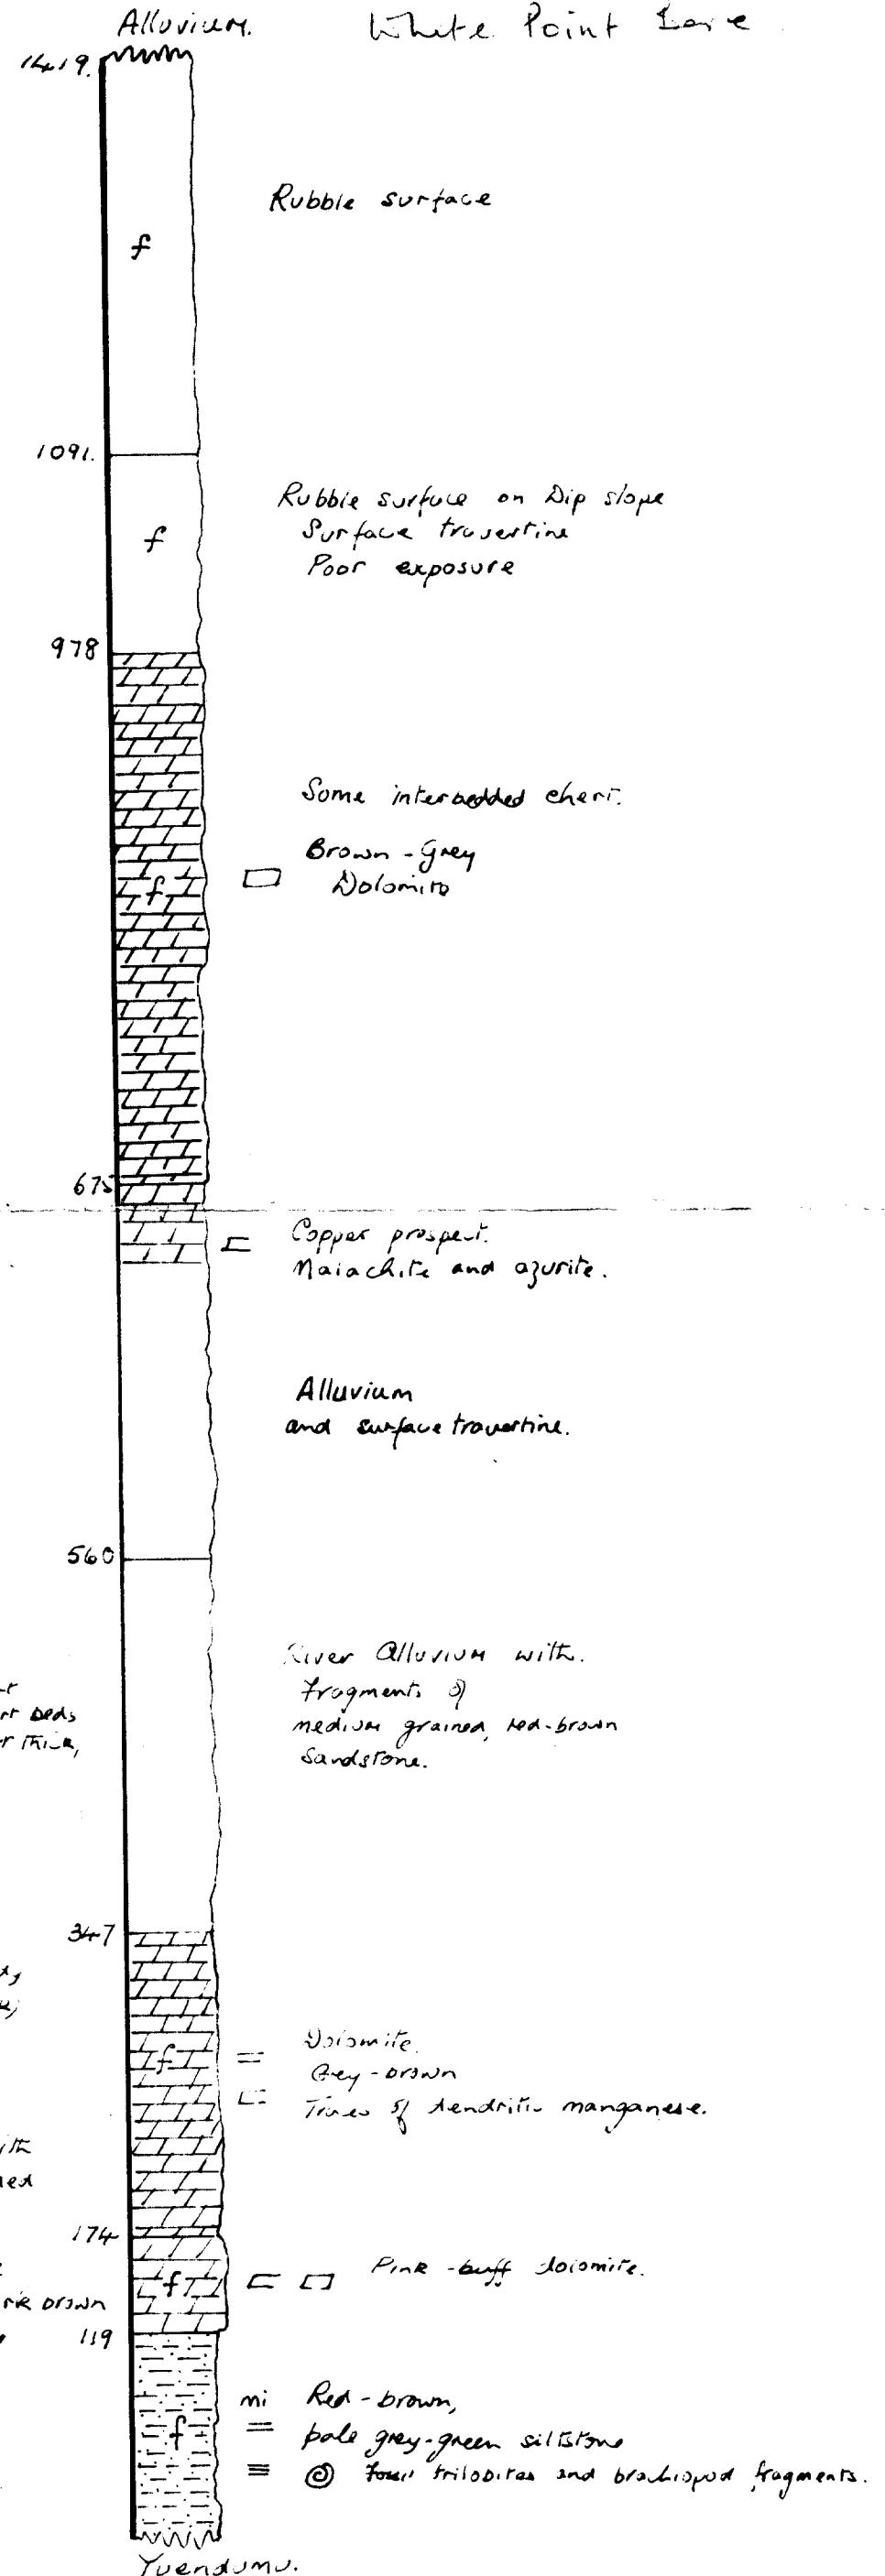 Alluvium. White Point Bore
1419.
Rubble surface
f
1091.
Rubble surface on Dip slope
Surface travertine
Poor exposure
f
978
Some interbedded chert.
Brown - Grey
Dolomite
f
675
Copper prospect.
Malachite and azurite.
Alluvium
and surface travertine.
560
River Alluvium with.
fragments of
medium grained, red-brown
Sandstone.
beds
thick,
347
Dolomite.
f
Grey - brown
Traces of dendritic manganese.
174
Pink - buff dolomite.
f
brown
119
mi Red - brown,
pale grey-green siltstone
f
fossil trilobites and brachiopod fragments.
Yuendumu.